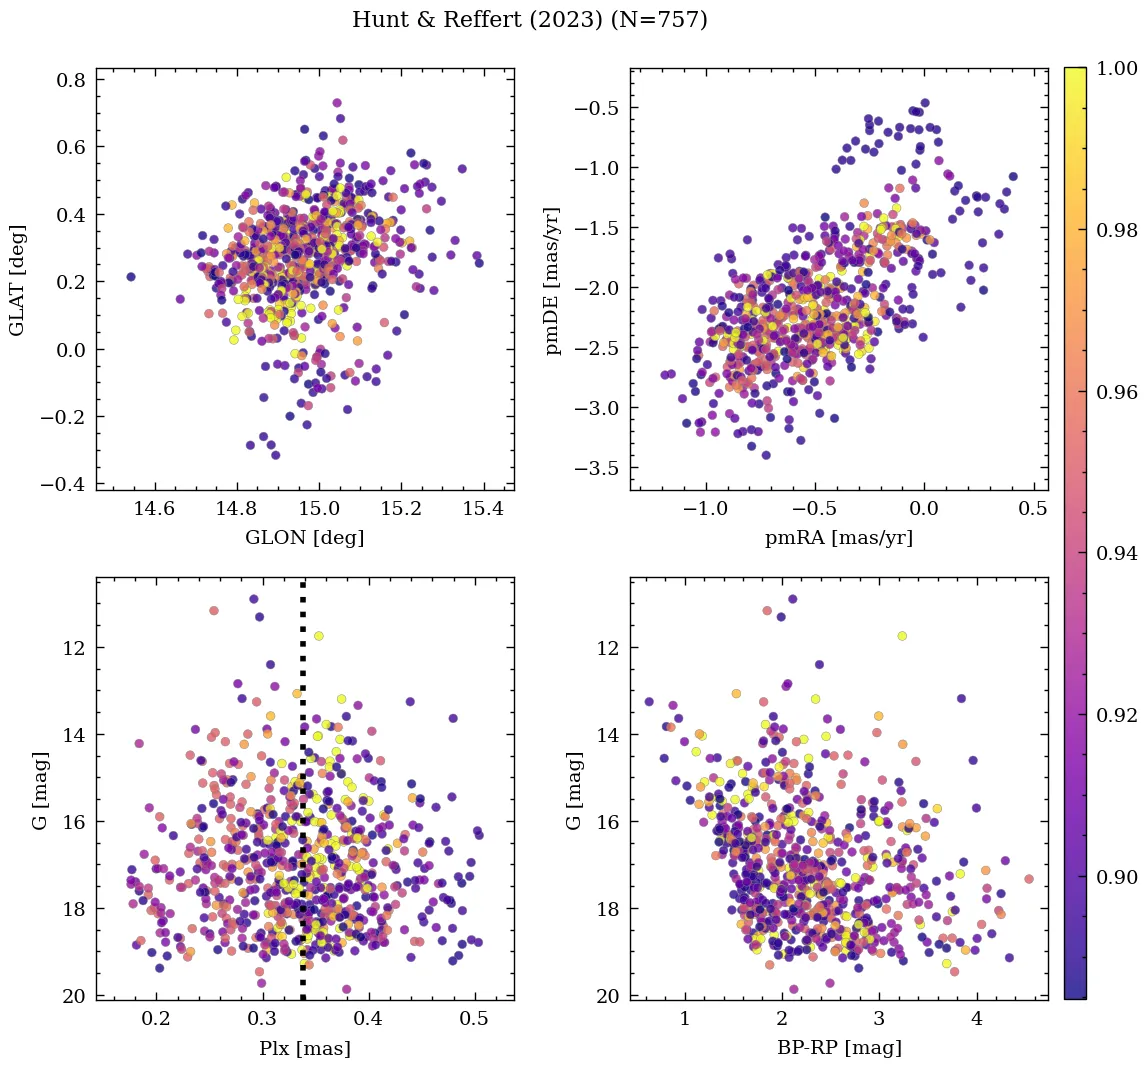 Hunt & Reffert (2023) (N=757)
0.8
0.6
0.4
0.2
0.0
−0.2
−0.4
GLAT [deg]
14.6 14.8 15.0 15.2 15.4
GLON [deg]
−0.5
−1.0
−1.5
−2.0
−2.5
−3.0
−3.5
pmDE [mas/yr]
−1.0 −0.5 0.0 0.5
pmRA [mas/yr]
12
14
16
18
20
G [mag]
0.2 0.3 0.4 0.5
Plx [mas]
12
14
16
18
20
G [mag]
1 2 3 4
BP-RP [mag]
1.00
0.98
0.96
0.94
0.92
0.90